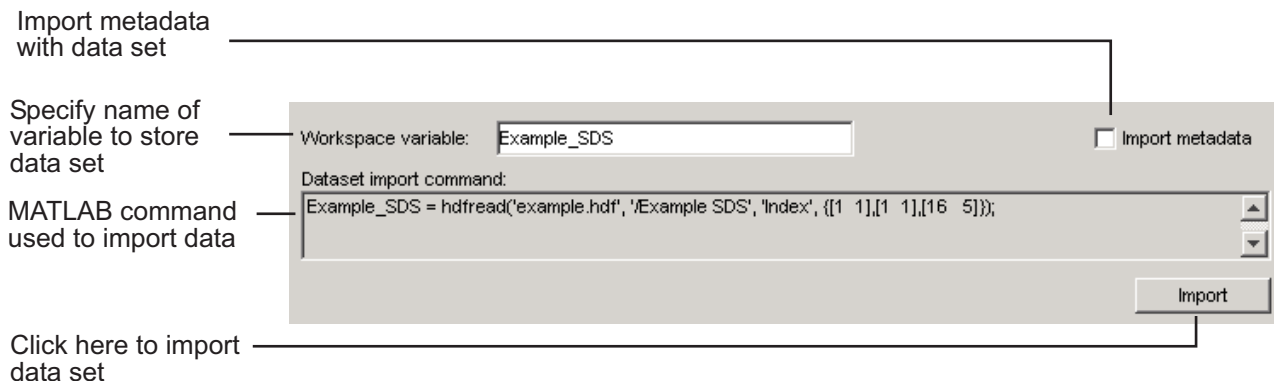 Import metadata
with data set
Specify name of
variable to store
data set
Workspace variable: Example_SDS Import metadata
Dataset import command:
MATLAB command
used to import data
Example_SDS = hdfread('example.hdf', '/Example SDS', 'Index', {[1 1],[1 1],[16 5]});
Import
Click here to import
data set